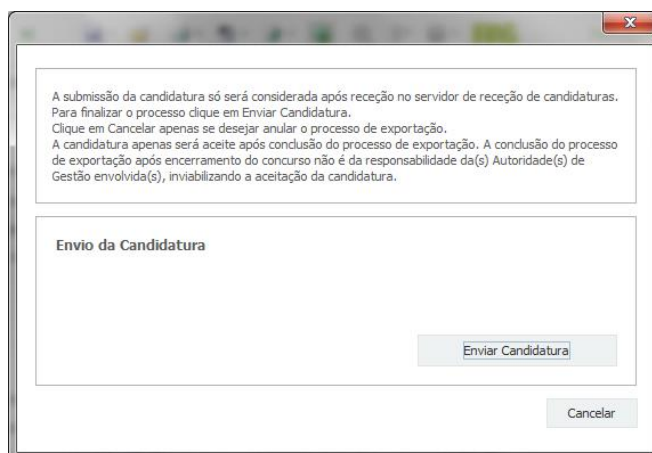 A submissão da candidatura só será considerada após receção no servidor de receção de candidaturas.
Para finalizar o processo clique em Enviar Candidatura.
Clique em Cancelar apenas se desejar anular o processo de exportação.
A candidatura apenas será aceite após conclusão do processo de exportação. A conclusão do processo
de exportação após encerramento do concurso não é da responsabilidade da(s) Autoridade(s) de
Gestão envolvida(s), inviabilizando a aceitação da candidatura.
Envio da Candidatura
Enviar Candidatura
Cancelar